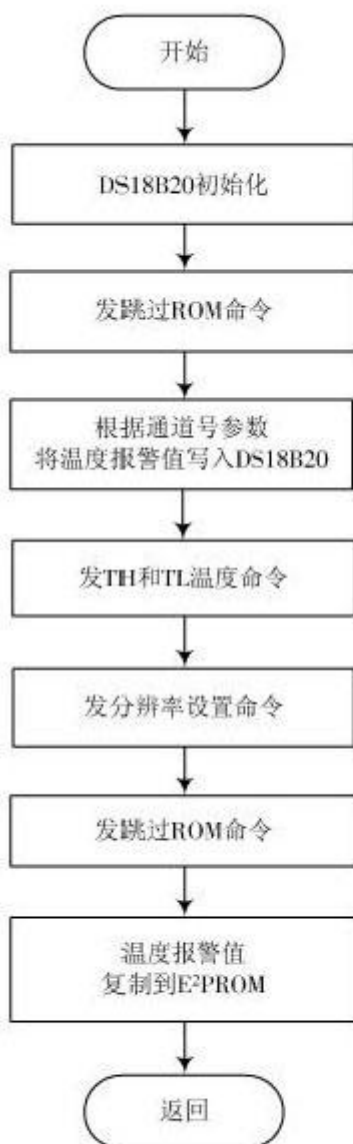 开始
DS18B20初始化
发跳过ROM命令
根据通道号参数
将温度报警值写入DS18B20
发TH和TL温度命令
发分辨率设置命令
发跳过ROM命令
温度报警值
复制到E²PROM
返回